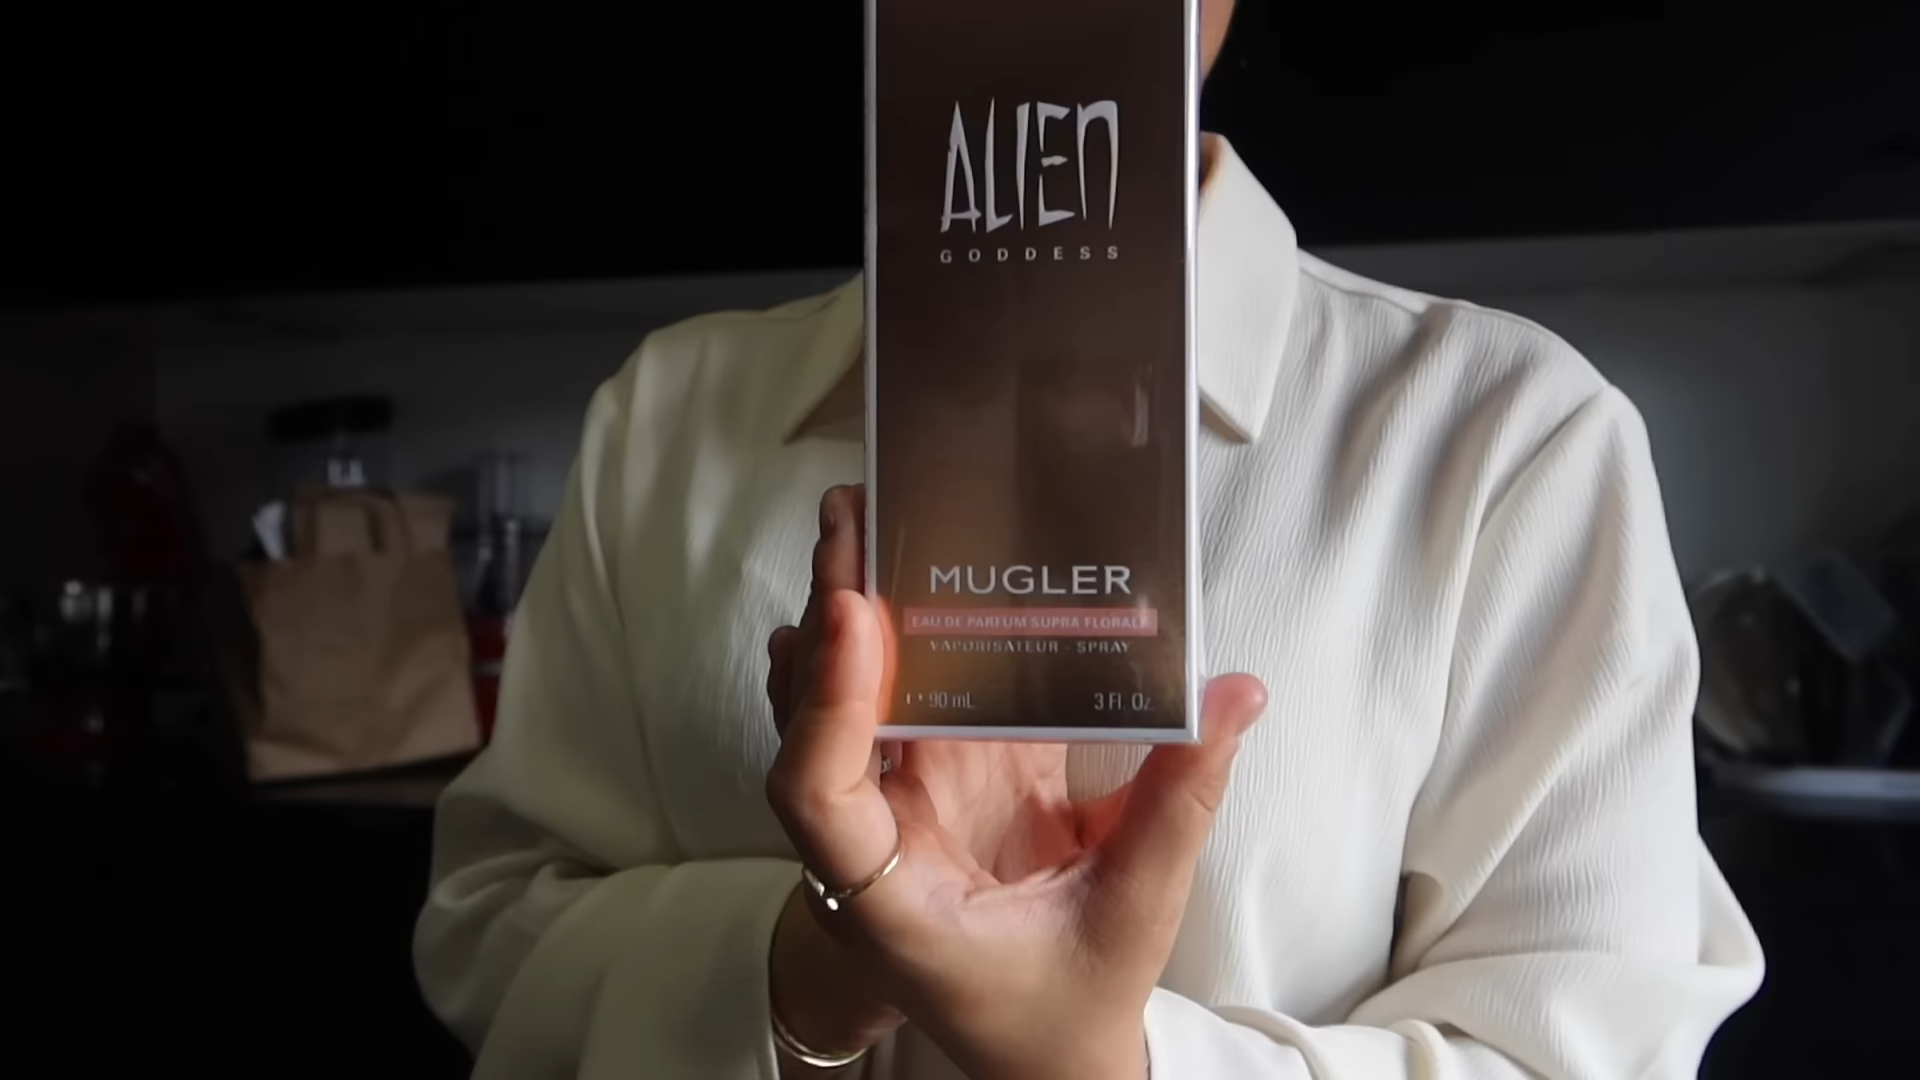 ALIEN
GODDESS
MUGLER
EAU DE PARFUM SUPRA FLORALE
VAPORISATEUR - SPRAY
90 mL
3 Fl. Oz.